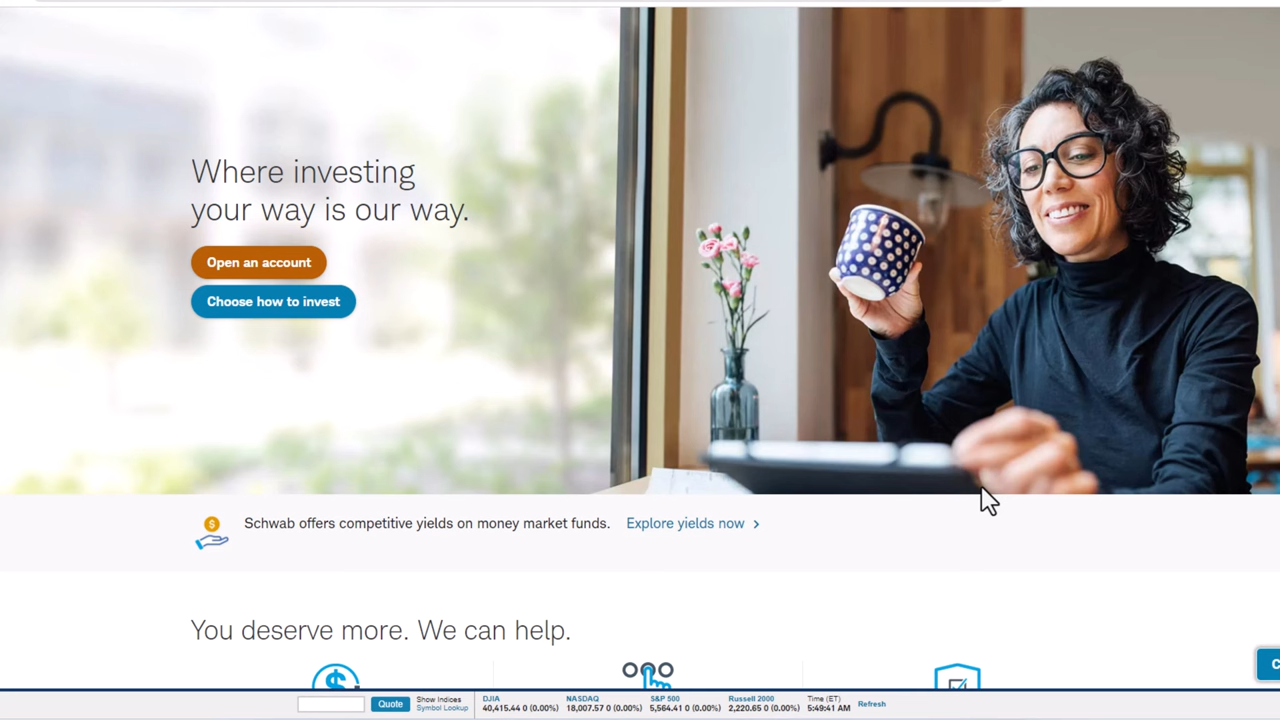 Where investing
your way is our way.
Open an account
Choose how to invest
Schwab offers competitive yields on money market funds. Explore yields now
You deserve more. We can help.
Quote
Show Indices
Symbol Lookup
DJIA
40,415.44 0 (0.00%)
NASDAQ
18,007.57 0 (0.00%)
S&P 500
5,564.41 0 (0.00%)
Russell 2000
2,220.65 0 (0.00%)
Time (ET)
5:49:41 AM
Refresh